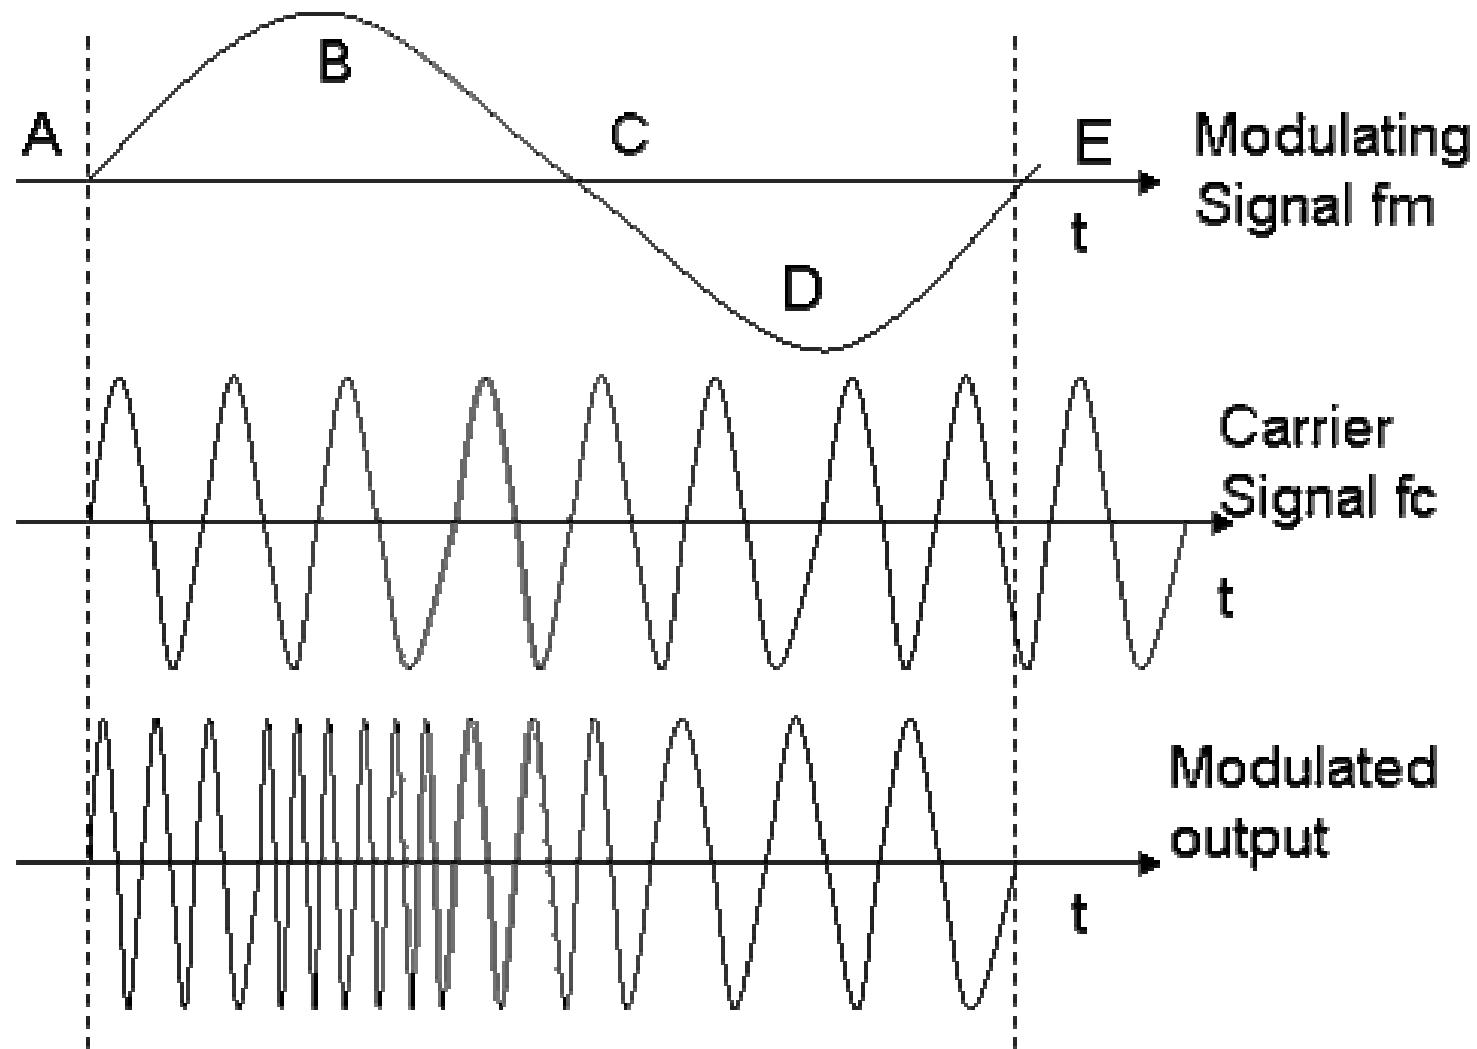 A
B
C
D
E
Modulating
Signal fm
t
Carrier
Signal fc
t
Modulated
output
t